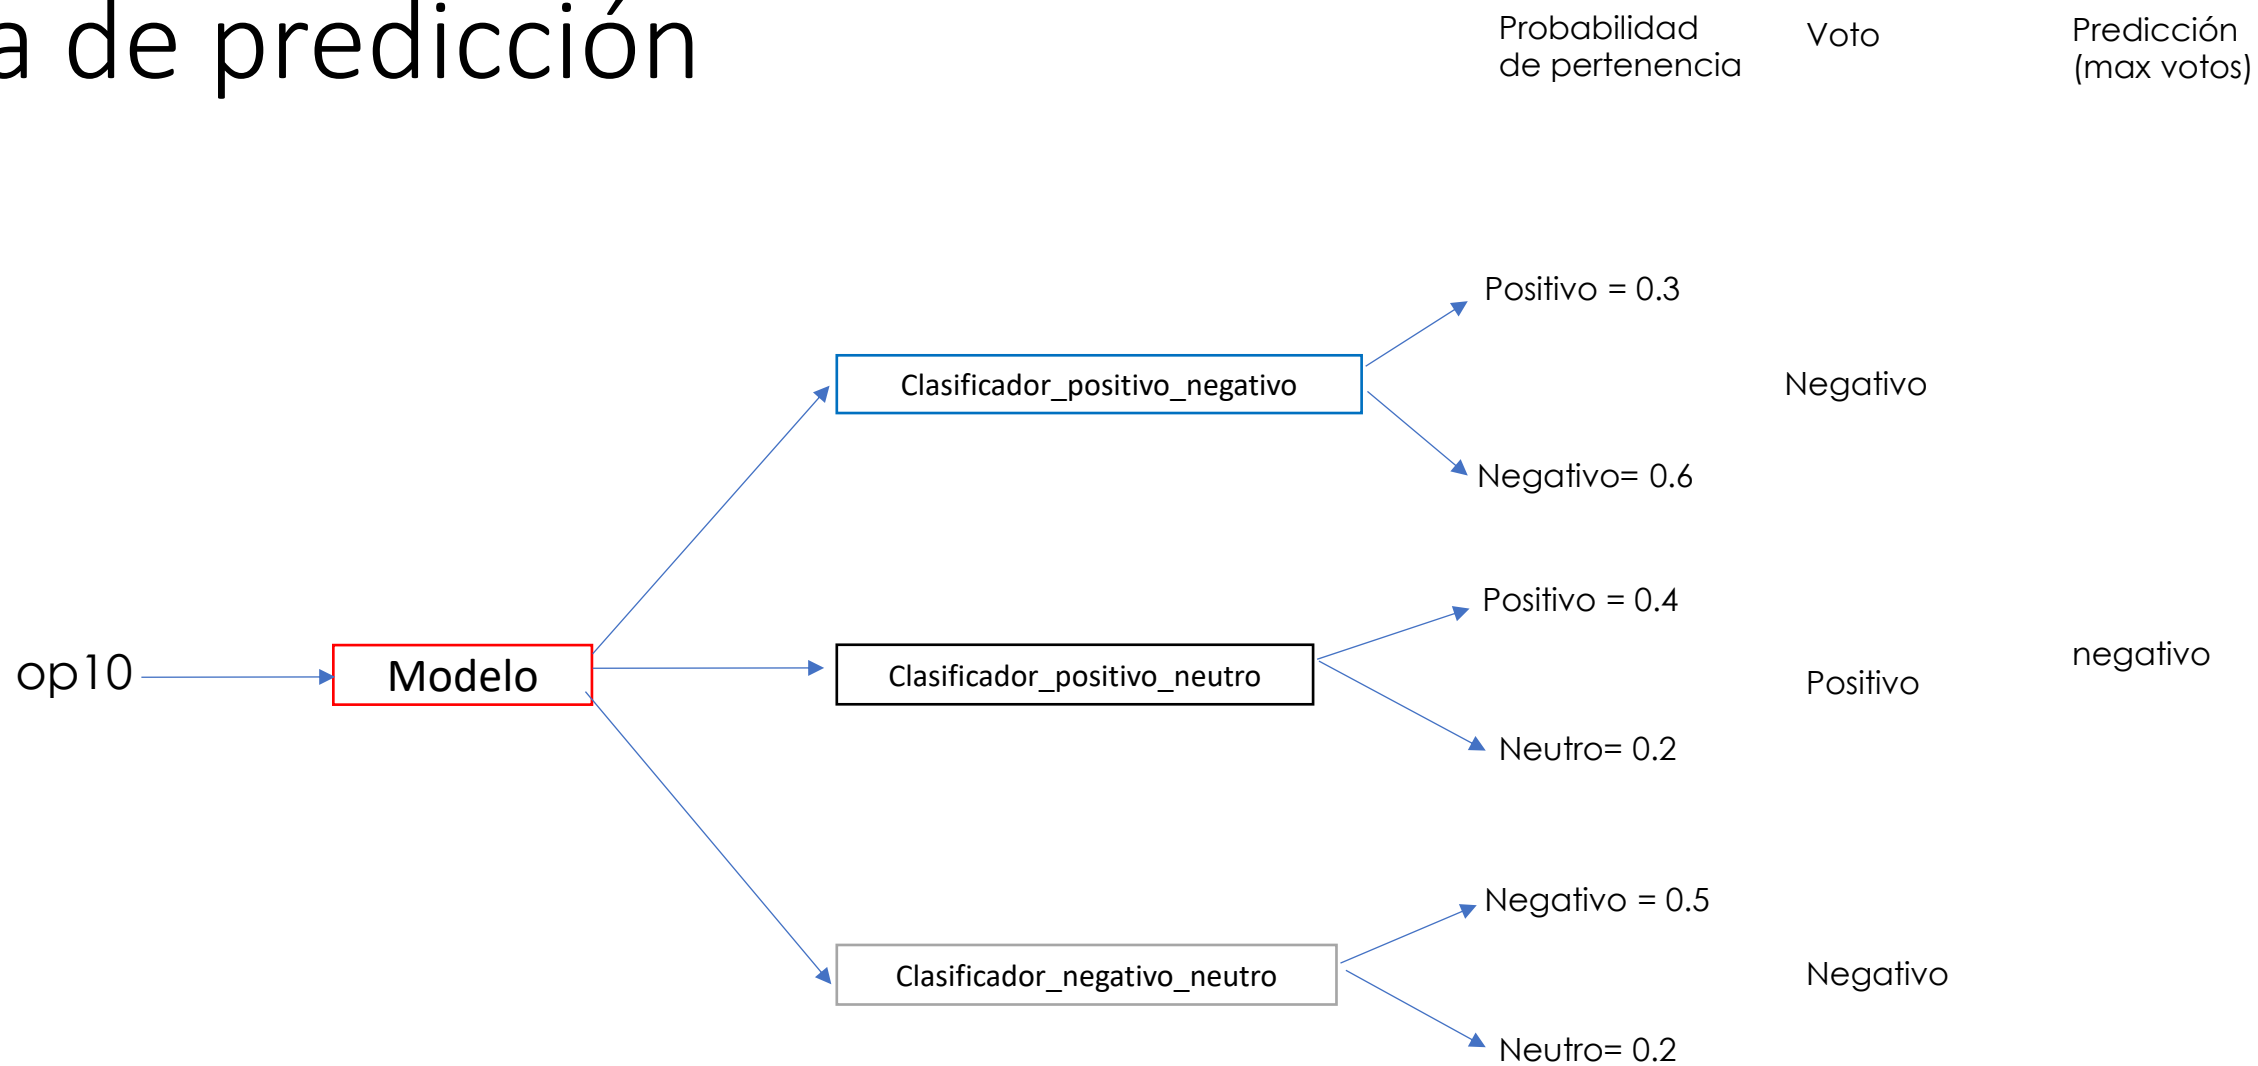 a de predicción
Probabilidad
de pertenencia
Voto
Predicción
(max votos)
Positivo = 0.3
Clasificador_positivo_negativo
Negativo
Negativo= 0.6
Positivo = 0.4
op10
Modelo
Clasificador_positivo_neutro
Positivo
negativo
Neutro= 0.2
Negativo = 0.5
Clasificador_negativo_neutro
Negativo
Neutro= 0.2